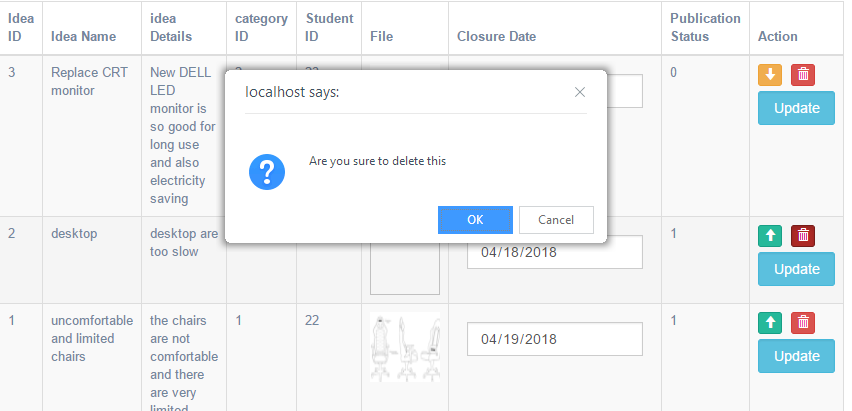 Idea ID
Idea Name
idea Details
category ID
Student ID
File
Closure Date
Publication Status
Action
3
Replace CRT
monitor
New DELL
LED
monitor is
so good for
long use
and also
electricity
saving
0
Update
localhost says:
Are you sure to delete this
OK
Cancel
2
desktop
desktop are
too slow
04/18/2018
1
Update
1
uncomfortable
and limited
chairs
the chairs
are not
comfortable
and there
are very
limited
1
22
04/19/2018
1
Update